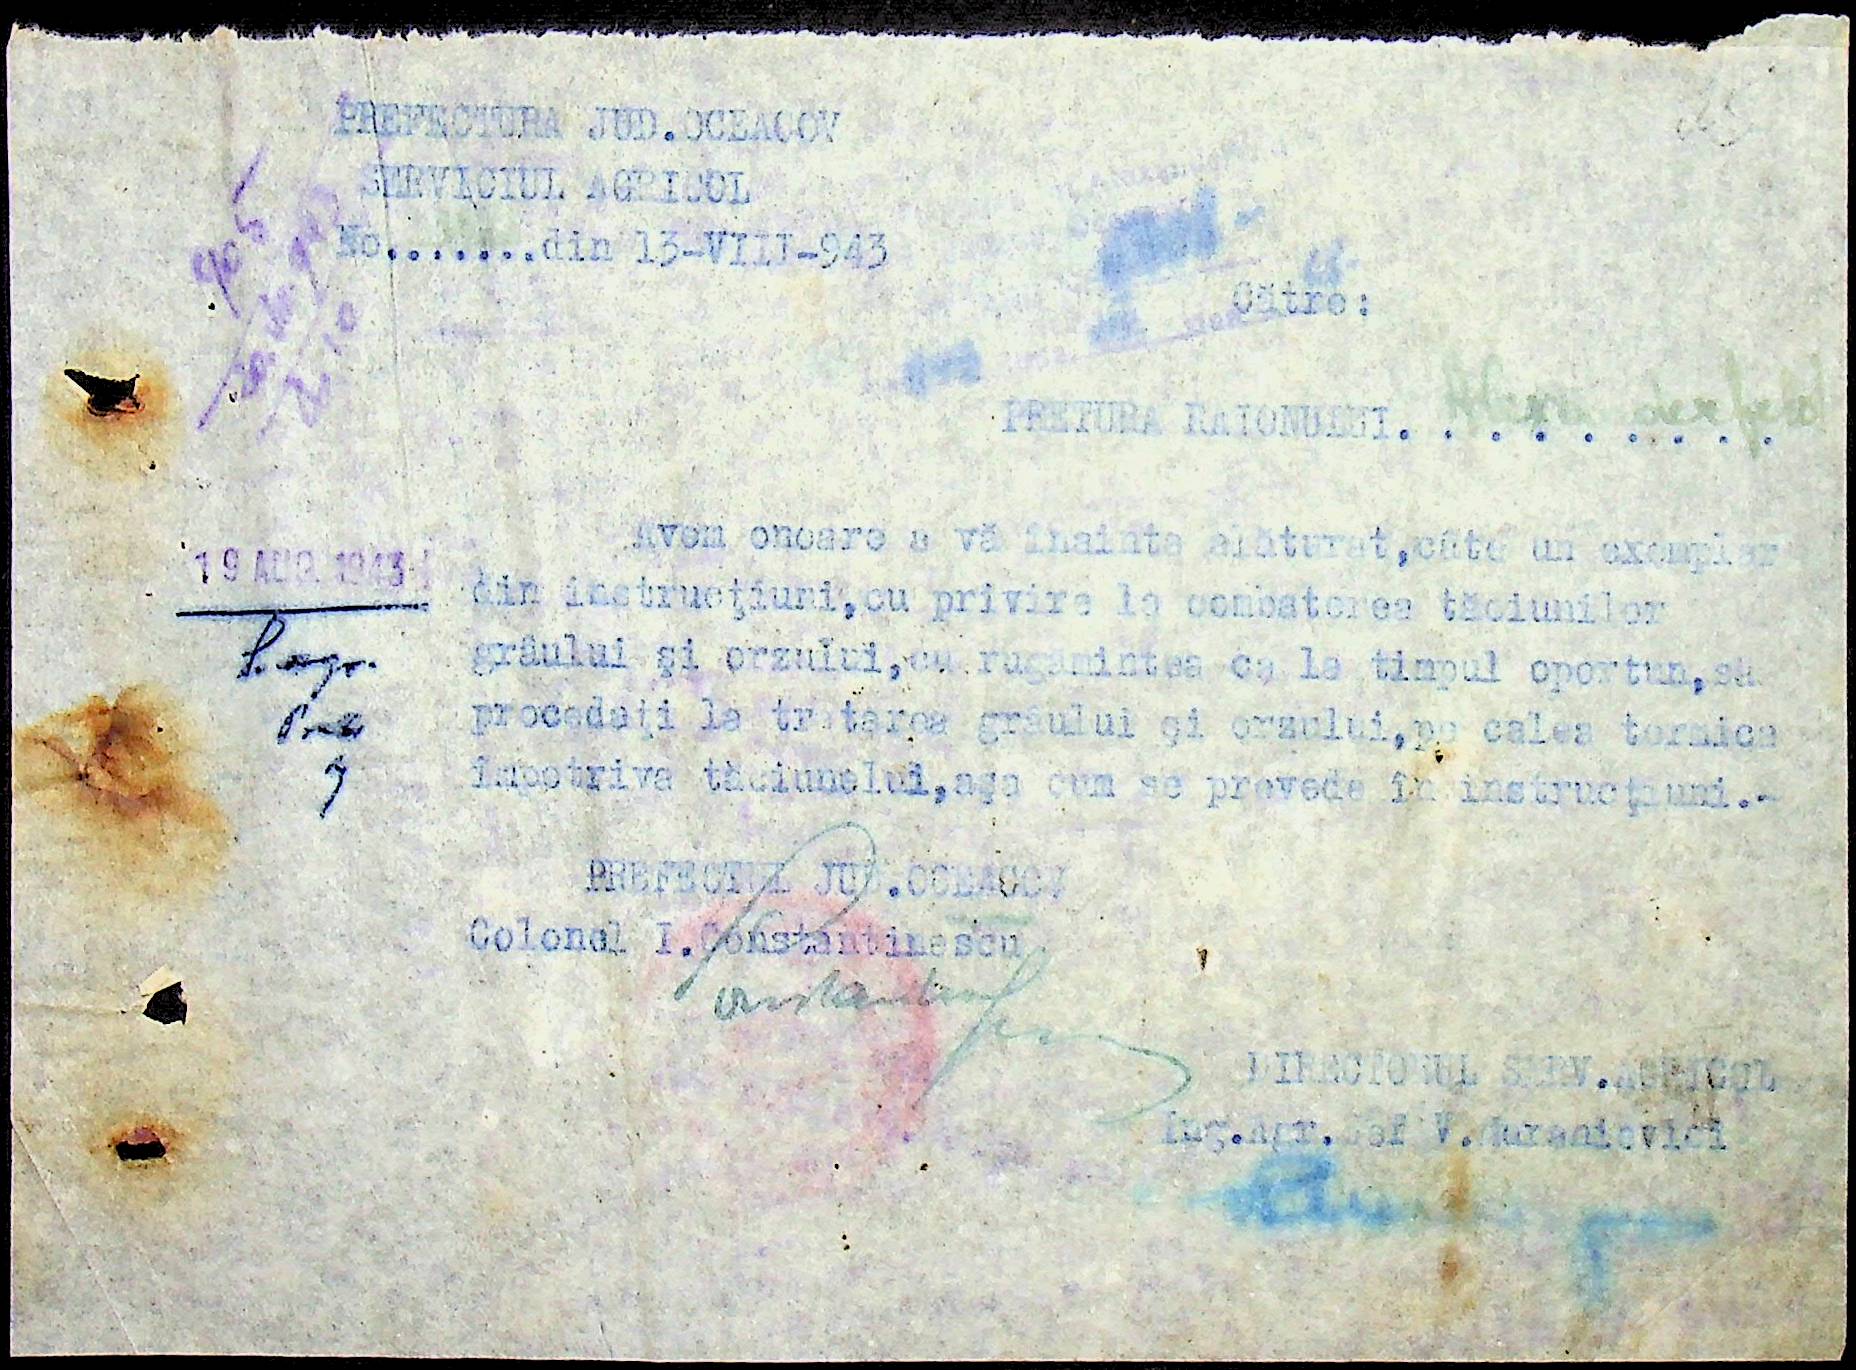 PREFECTURA JUD.OCEACOV
SERVICIUL AGRICOL
No.......din 13-VIII-943
Către:
PRETURA RAIONULUI. . . . . . . . .
Avem onoare a vă înainta alăturat,câte un exemplar
din instrucţiuni,cu privire la combaterea tăciunilor
grâului şi orzului,cu rugămintea ca la timpul oportun,să
procedaţi la tratarea grâului şi orzului,pe calea termica
împotriva tăciunelui,aşa cum se prevede în instrucţiuni.-
19 AUG. 1943
PREFECTUL JUD.OCEACOV
Colonel I.Constantinescu
DIRECTORUL SERV.AGRICOL
Ing.Agr. Şef V.